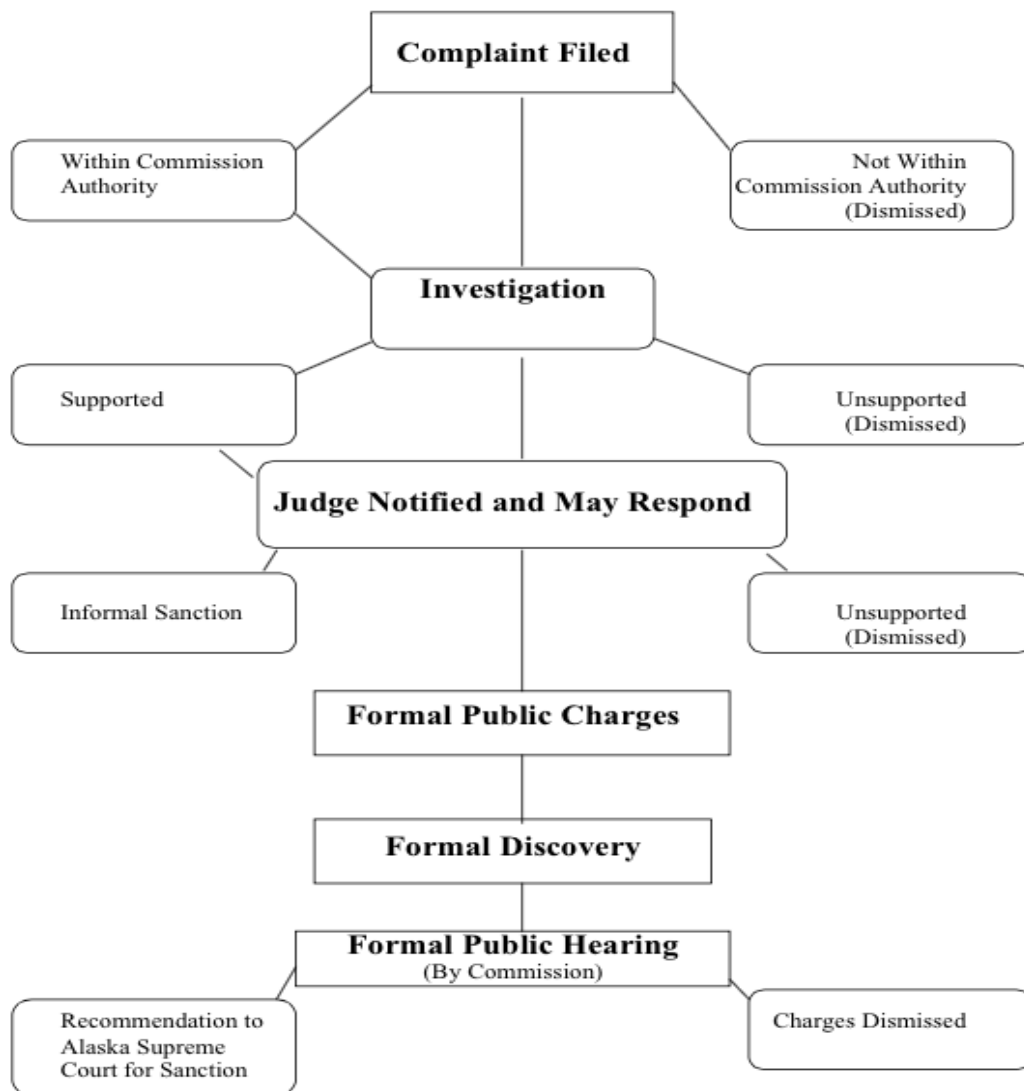 Complaint Filed
Within Commission
Authority
Not Within
Commission Authority
(Dismissed)
Investigation
Supported
Unsupported
(Dismissed)
Judge Notified and May Respond
Informal Sanction
Unsupported
(Dismissed)
Formal Public Charges
Formal Discovery
Formal Public Hearing
(By Commission)
Recommendation to
Alaska Supreme
Court for Sanction
Charges Dismissed